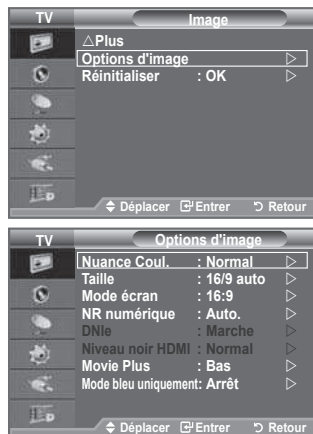 TV Image
△Plus
Options d'image ▷
Réinitialiser : OK ▷
Déplacer Entrer Retour
TV Options d'image
Nuance Coul. : Normal ▷
Taille : 16/9 auto ▷
Mode écran : 16:9 ▷
NR numérique : Auto. ▷
DNIe : Marche ▷
Niveau noir HDMI : Normal ▷
Movie Plus : Bas ▷
Mode bleu uniquement: Arrêt ▷
Déplacer Entrer Retour